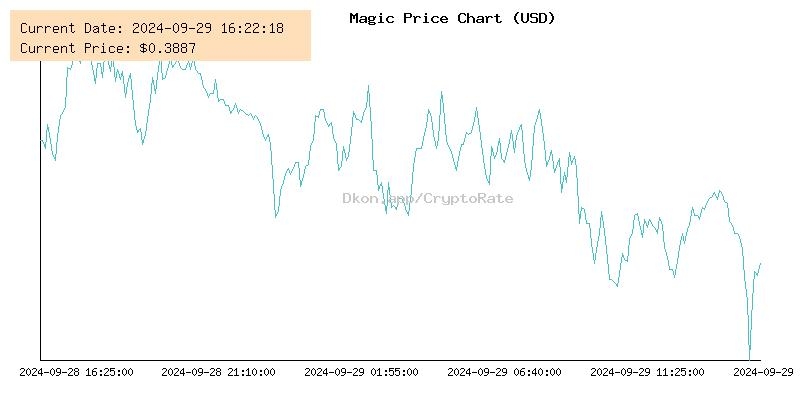 Magic Price Chart (USD)
Current Date: 2024-09-29 16:22:18
Current Price: $0.3887
Dkon.app/CryptoRate
2024-09-28 16:25:00 2024-09-28 21:10:00 2024-09-29 01:55:00 2024-09-29 06:40:00 2024-09-29 11:25:00 2024-09-29